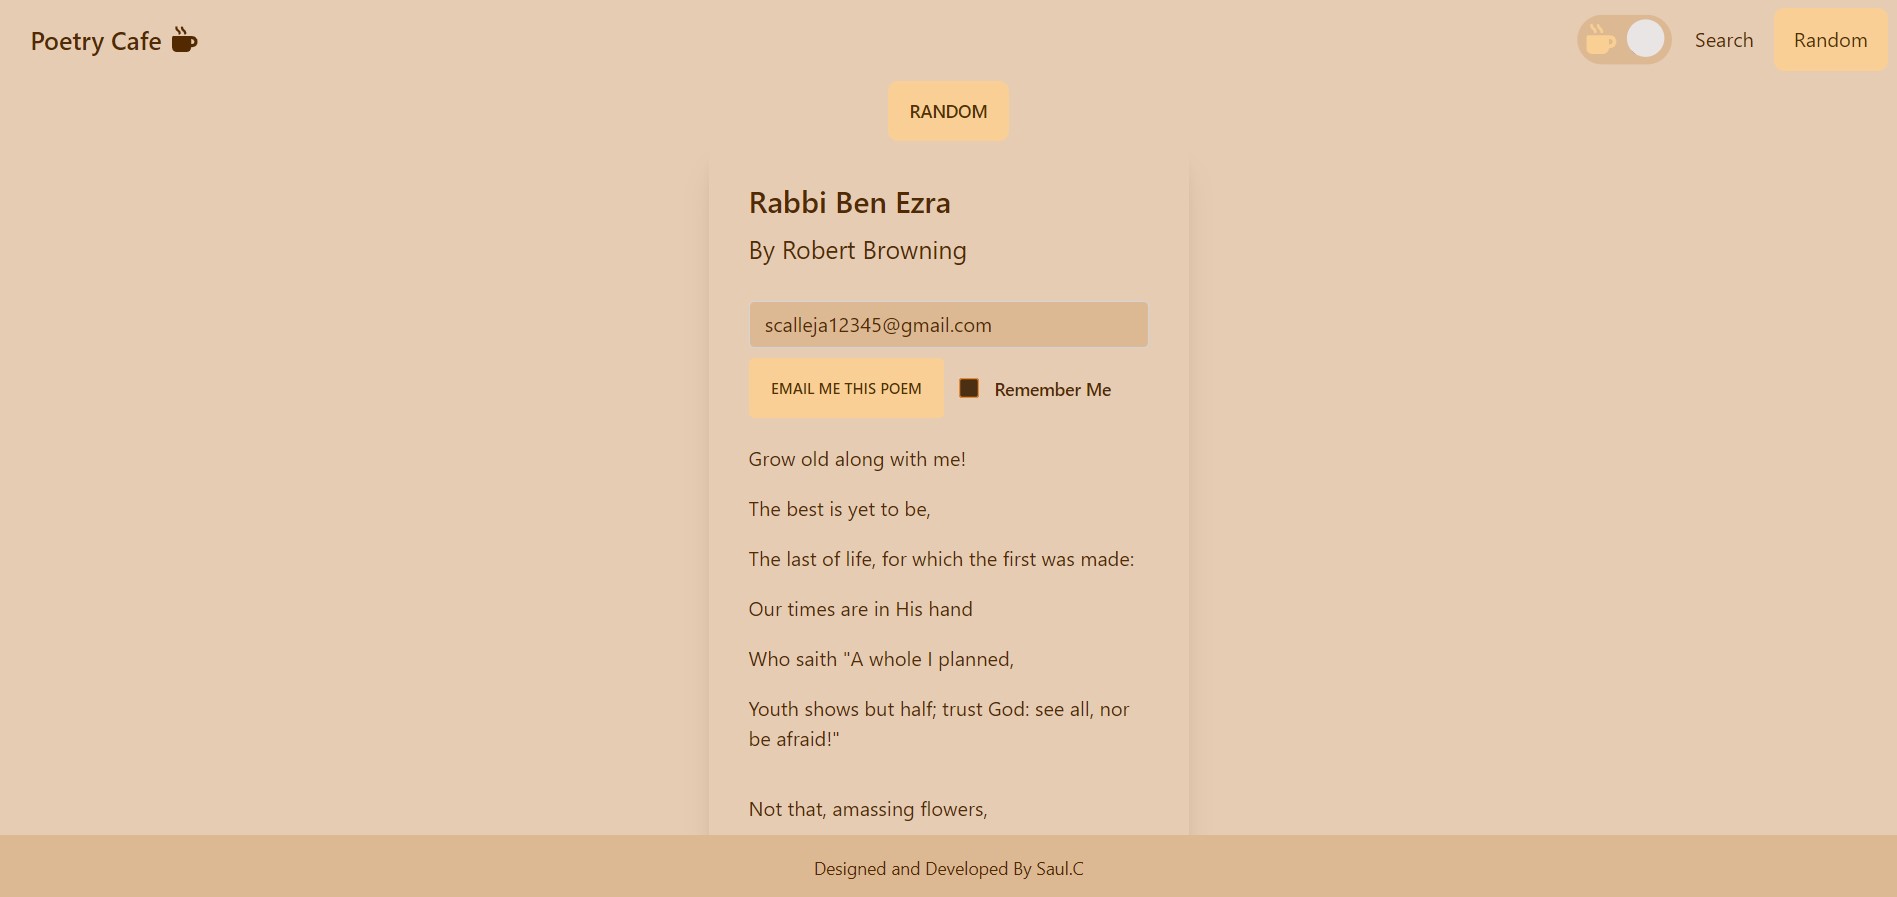 Poetry Cafe
Search
Random
RANDOM
Rabbi Ben Ezra
By Robert Browning
scalleja12345@gmail.com
EMAIL ME THIS POEM
Remember Me
Grow old along with me!
The best is yet to be,
The last of life, for which the first was made:
Our times are in His hand
Who saith "A whole I planned,
Youth shows but half; trust God: see all, nor
be afraid!"
Not that, amassing flowers,
Designed and Developed By Saul.C